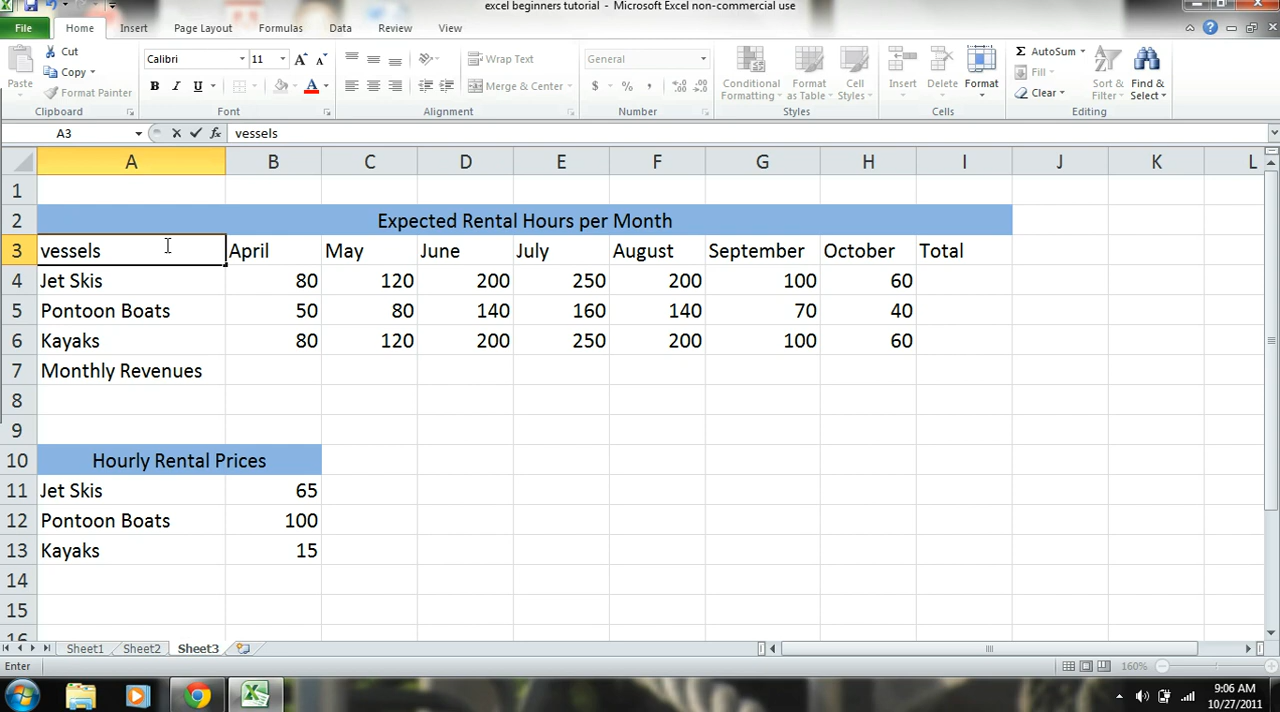 excel beginners tutorial - Microsoft Excel non-commercial use
File Home Insert Page Layout Formulas Data Review View
Paste Cut Copy Format Painter Clipboard
Calibri 11 A A B I U A Font
Wrap Text Merge & Center Alignment
General $ % , .00 .0 Number
Conditional Formatting Format as Table Cell Styles Styles
Insert Delete Format Cells
Σ AutoSum Fill Clear Sort & Filter Find & Select Editing
A3 fx vessels
A B C D E F G H I J K L
1
2 Expected Rental Hours per Month
3 vessels April May June July August September October Total
4 Jet Skis 80 120 200 250 200 100 60
5 Pontoon Boats 50 80 140 160 140 70 40
6 Kayaks 80 120 200 250 200 100 60
7 Monthly Revenues
8
9
10 Hourly Rental Prices
11 Jet Skis 65
12 Pontoon Boats 100
13 Kayaks 15
14
15
16
Sheet1 Sheet2 Sheet3
Enter 160%
9:06 AM
10/27/2011